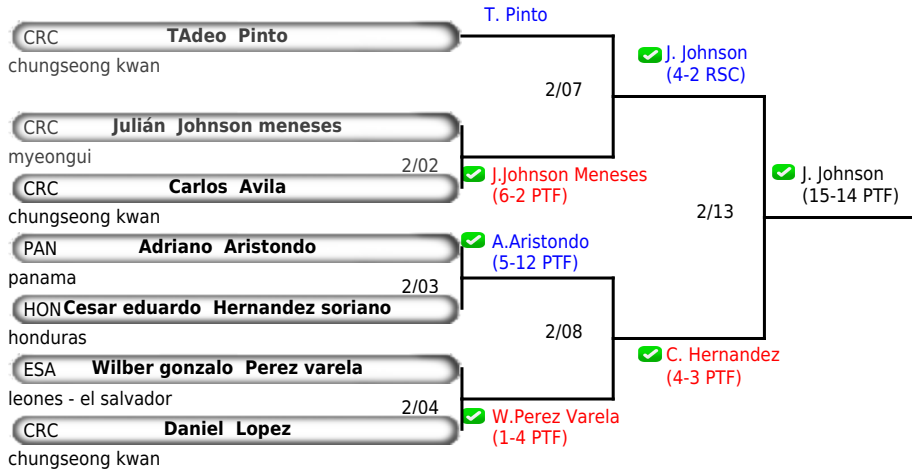 T. Pinto
CRC TAdeo Pinto
chungseong kwan
J. Johnson
(4-2 RSC)
2/07
CRC Julián Johnson meneses
myeongui
2/02
J.Johnson Meneses
(6-2 PTF)
CRC Carlos Avila
chungseong kwan
J. Johnson
(15-14 PTF)
2/13
PAN Adriano Aristondo
panama
A.Aristondo
(5-12 PTF)
2/03
HON Cesar eduardo Hernandez soriano
honduras
2/08
C. Hernandez
(4-3 PTF)
ESA Wilber gonzalo Perez varela
leones - el salvador
2/04
W.Perez Varela
(1-4 PTF)
CRC Daniel Lopez
chungseong kwan